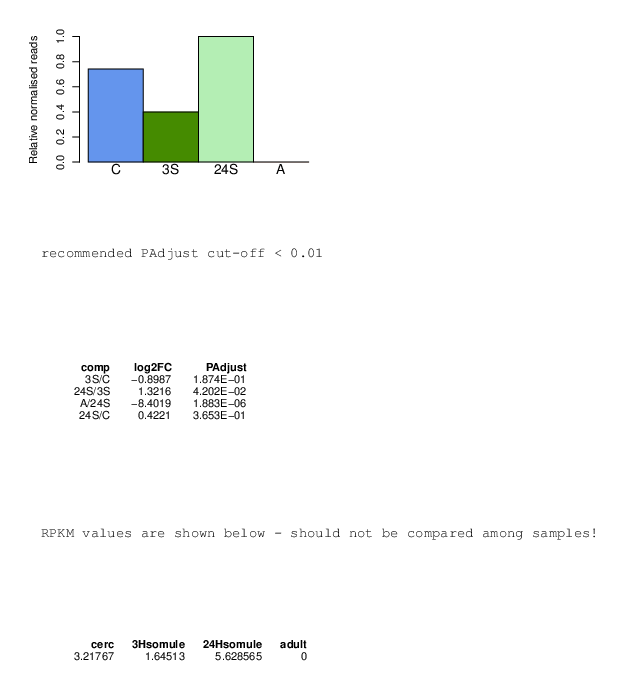 Relative normalised reads
1.0
0.8
0.6
0.4
0.2
0.0
C 3S 24S A
recommended PAdjust cut-off < 0.01
comp log2FC PAdjust
3S/C −0.8987 1.874E−01
24S/3S 1.3216 4.202E−02
A/24S −8.4019 1.883E−06
24S/C 0.4221 3.653E−01
RPKM values are shown below - should not be compared among samples!
cerc 3Hsomule 24Hsomule adult
3.21767 1.64513 5.628565 0